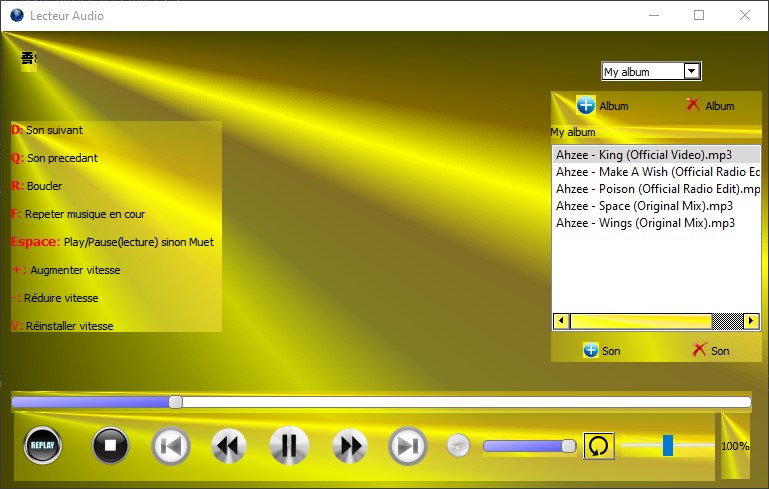 Lecteur Audio
My album
Album
Album
My album
Ahzee - King (Official Video).mp3
Ahzee - Make A Wish (Official Radio Ed
Ahzee - Poison (Official Radio Edit).mp
Ahzee - Space (Original Mix).mp3
Ahzee - Wings (Original Mix).mp3
Son
Son
D: Son suivant
Q: Son precedant
R: Boucler
F: Repeter musique en cour
Espace: Play/Pause(lecture) sinon Muet
+: Augmenter vitesse
-: Réduire vitesse
V: Réinstaller vitesse
REPLAY
100%